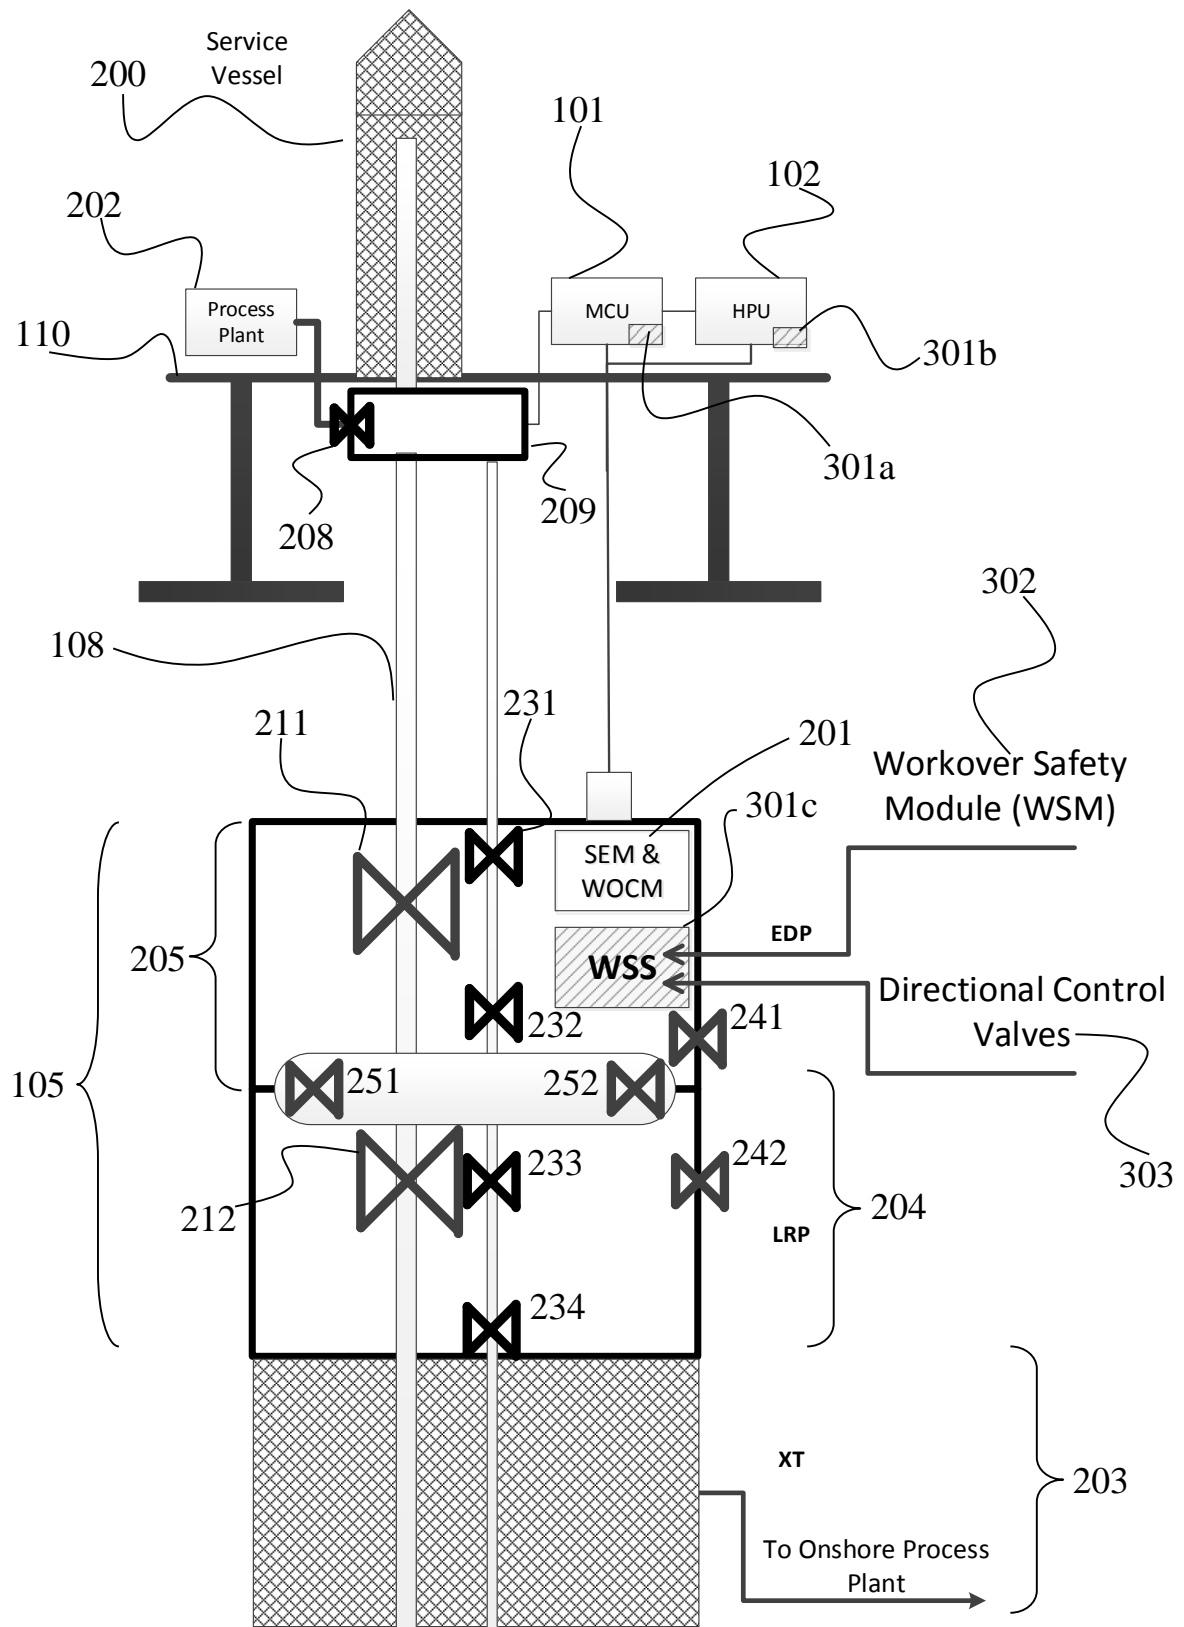 Service
Vessel
200
101
102
202
Process
Plant
MCU
HPU
110
301b
301a
208
209
302
108
231
211
201
Workover Safety
Module (WSM)
301c
SEM &
WOCM
EDP
205
WSS
Directional Control
Valves
232
241
105
251
252
233
242
303
212
204
LRP
234
XT
203
To Onshore Process
Plant